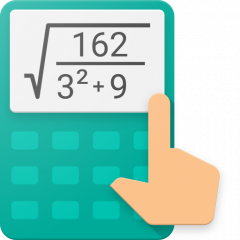 √(162 / (3² + 9))